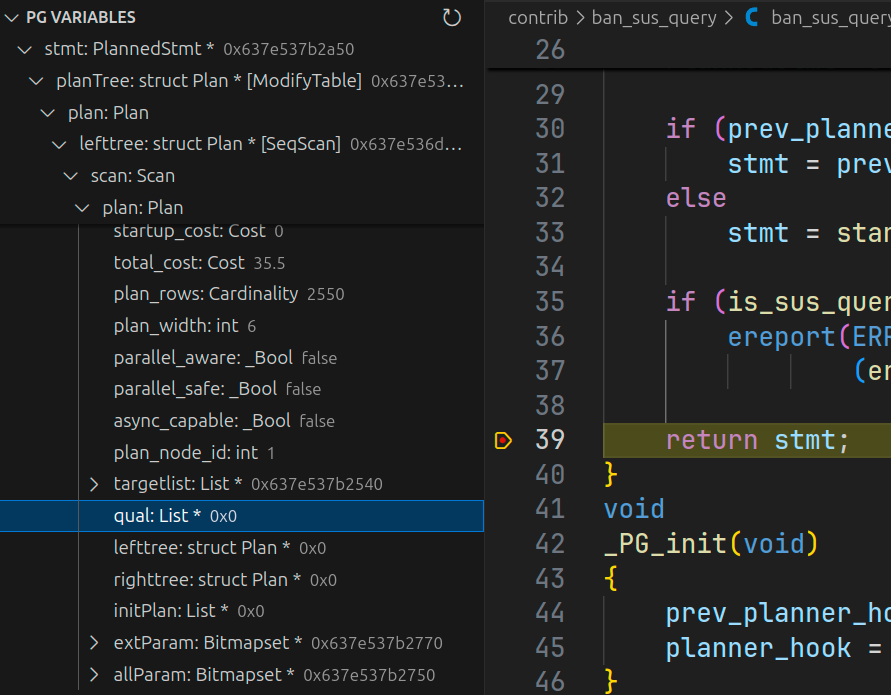 PG VARIABLES
stmt: PlannedStmt * 0x637e537b2a50
planTree: struct Plan * [ModifyTable] 0x637e53…
plan: Plan
lefttree: struct Plan * [SeqScan] 0x637e536d…
scan: Scan
plan: Plan
startup_cost: Cost 0
total_cost: Cost 35.5
plan_rows: Cardinality 2550
plan_width: int 6
parallel_aware: _Bool false
parallel_safe: _Bool false
async_capable: _Bool false
plan_node_id: int 1
targetlist: List * 0x637e537b2540
qual: List * 0x0
lefttree: struct Plan * 0x0
righttree: struct Plan * 0x0
initPlan: List * 0x0
extParam: Bitmapset * 0x637e537b2770
allParam: Bitmapset * 0x637e537b2750
contrib > ban_sus_query > C ban_sus_query
26
29
30 if (prev_planne
31 stmt = prev
32 else
33 stmt = stan
34
35 if (is_sus_quer
36 ereport(ERR
37 (er
38
39 return stmt;
40 }
41 void
42 _PG_init(void)
43 {
44 prev_planner_ho
45 planner_hook =
46 }